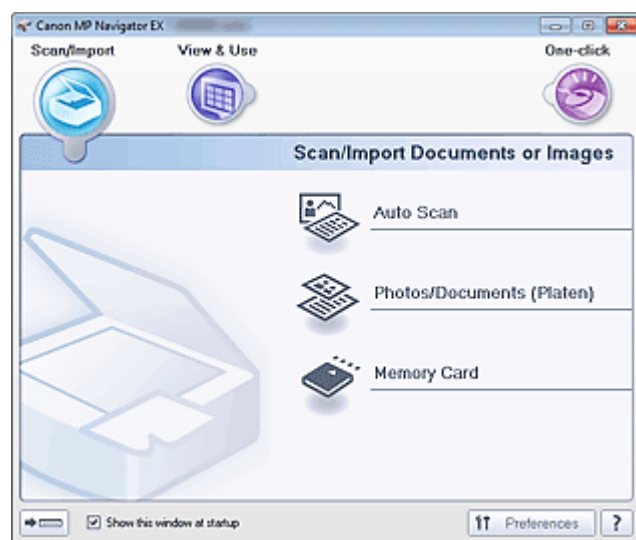 Canon MP Navigator EX
Scan/Import
View & Use
One-click
Scan/Import Documents or Images
Auto Scan
Photos/Documents (Platen)
Memory Card
Show this window at startup
Preferences
?